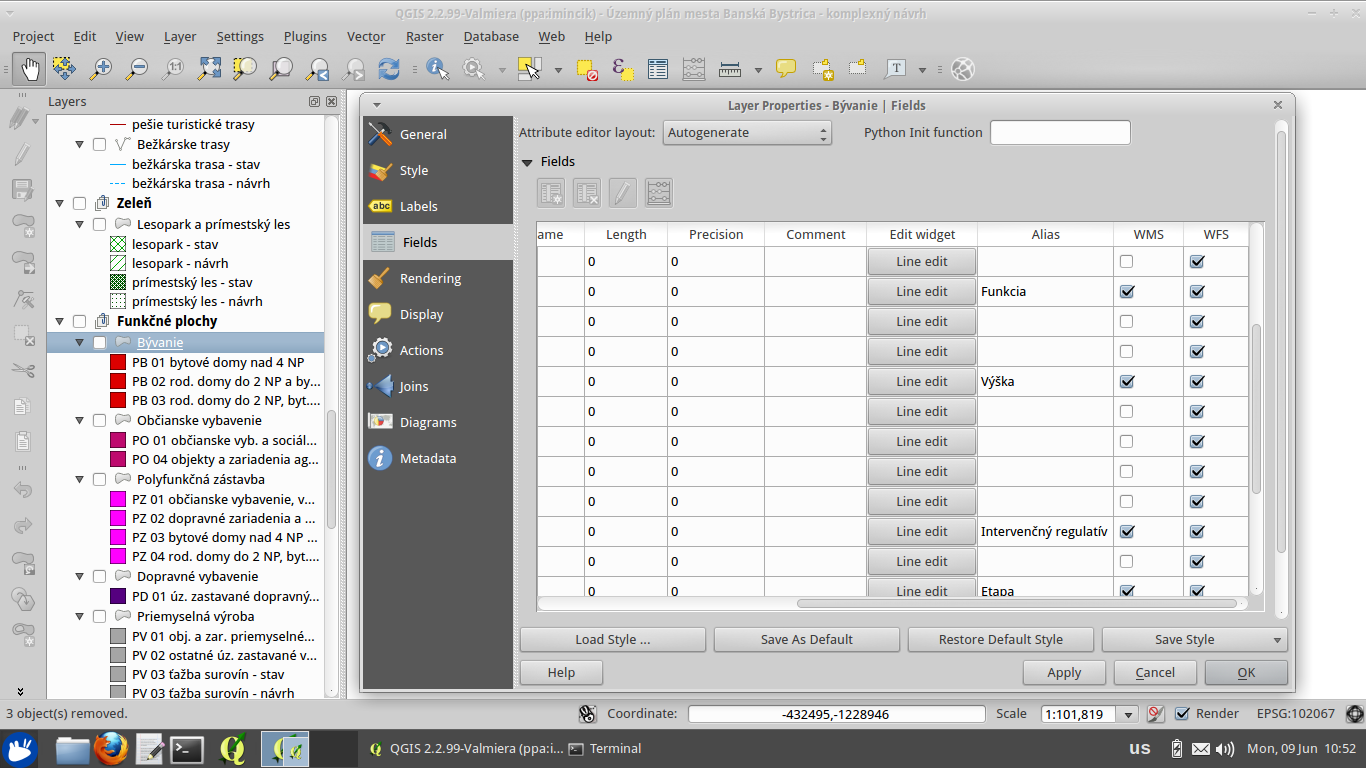 QGIS 2.2.99-Valmiera (ppa:imincik) - Územný plán mesta Banská Bystrica - komplexný návrh
Project Edit View Layer Settings Plugins Vector Raster Database Web Help
Layers
pešie turistické trasy
Bežkárske trasy
bežkárska trasa - stav
bežkárska trasa - návrh
Zeleň
Lesopark a prímestský les
lesopark - stav
lesopark - návrh
prímestský les - stav
prímestský les - návrh
Funkčné plochy
Bývanie
PB 01 bytové domy nad 4 NP
PB 02 rod. domy do 2 NP a by...
PB 03 rod. domy do 2 NP, byt....
Občianske vybavenie
PO 01 občianske vyb. a sociál...
PO 04 objekty a zariadenia ag...
Polyfunkčná zástavba
PZ 01 občianske vybavenie, v...
PZ 02 dopravné zariadenia a ...
PZ 03 bytové domy nad 4 NP ...
PZ 04 rod. domy do 2 NP, byt....
Dopravné vybavenie
PD 01 úz. zastavané dopravný...
Priemyselná výroba
PV 01 obj. a zar. priemyselné...
PV 02 ostatné úz. zastavané v...
PV 03 ťažba surovín - stav
PV 03 ťažba surovín - návrh
Layer Properties - Bývanie | Fields
General
Style
abc Labels
Fields
Rendering
Display
Actions
Joins
Diagrams
Metadata
Attribute editor layout: Autogenerate Python Init function
Fields
ame Length Precision Comment Edit widget Alias WMS WFS
0 0 Line edit
0 0 Line edit Funkcia
0 0 Line edit
0 0 Line edit
0 0 Line edit Výška
0 0 Line edit
0 0 Line edit
0 0 Line edit
0 0 Line edit
0 0 Line edit Intervenčný regulatív
0 0 Line edit
0 0 Line edit Etapa
Load Style ... Save As Default Restore Default Style Save Style
Help Apply Cancel OK
3 object(s) removed. Coordinate: -432495,-1228946 Scale 1:101,819 Render EPSG:102067
QGIS 2.2.99-Valmiera (ppa:i... Terminal us Mon, 09 Jun 10:52